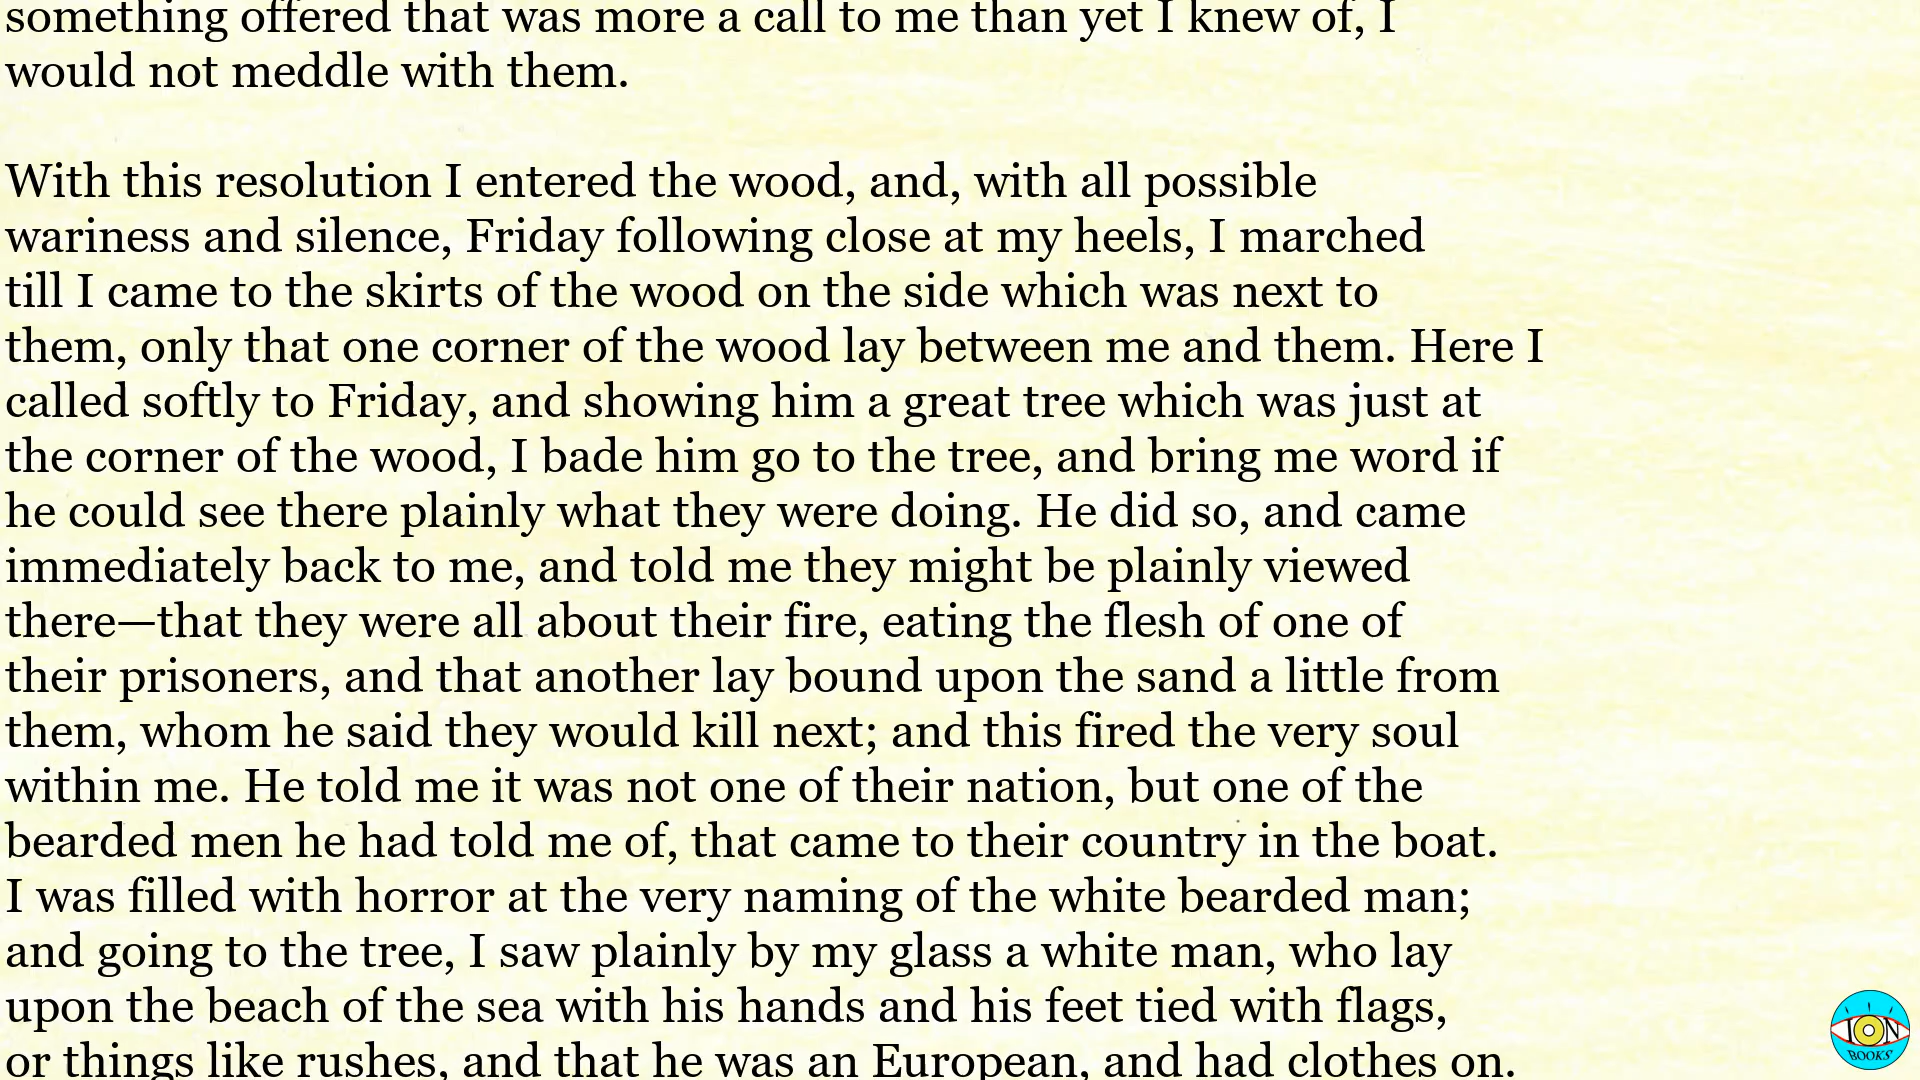 something offered that was more a call to me than yet I knew of, I
would not meddle with them.
With this resolution I entered the wood, and, with all possible
wariness and silence, Friday following close at my heels, I marched
till I came to the skirts of the wood on the side which was next to
them, only that one corner of the wood lay between me and them. Here I
called softly to Friday, and showing him a great tree which was just at
the corner of the wood, I bade him go to the tree, and bring me word if
he could see there plainly what they were doing. He did so, and came
immediately back to me, and told me they might be plainly viewed
there—that they were all about their fire, eating the flesh of one of
their prisoners, and that another lay bound upon the sand a little from
them, whom he said they would kill next; and this fired the very soul
within me. He told me it was not one of their nation, but one of the
bearded men he had told me of, that came to their country in the boat.
I was filled with horror at the very naming of the white bearded man;
and going to the tree, I saw plainly by my glass a white man, who lay
upon the beach of the sea with his hands and his feet tied with flags,
or things like rushes, and that he was an European, and had clothes on.
ION
BOOKS